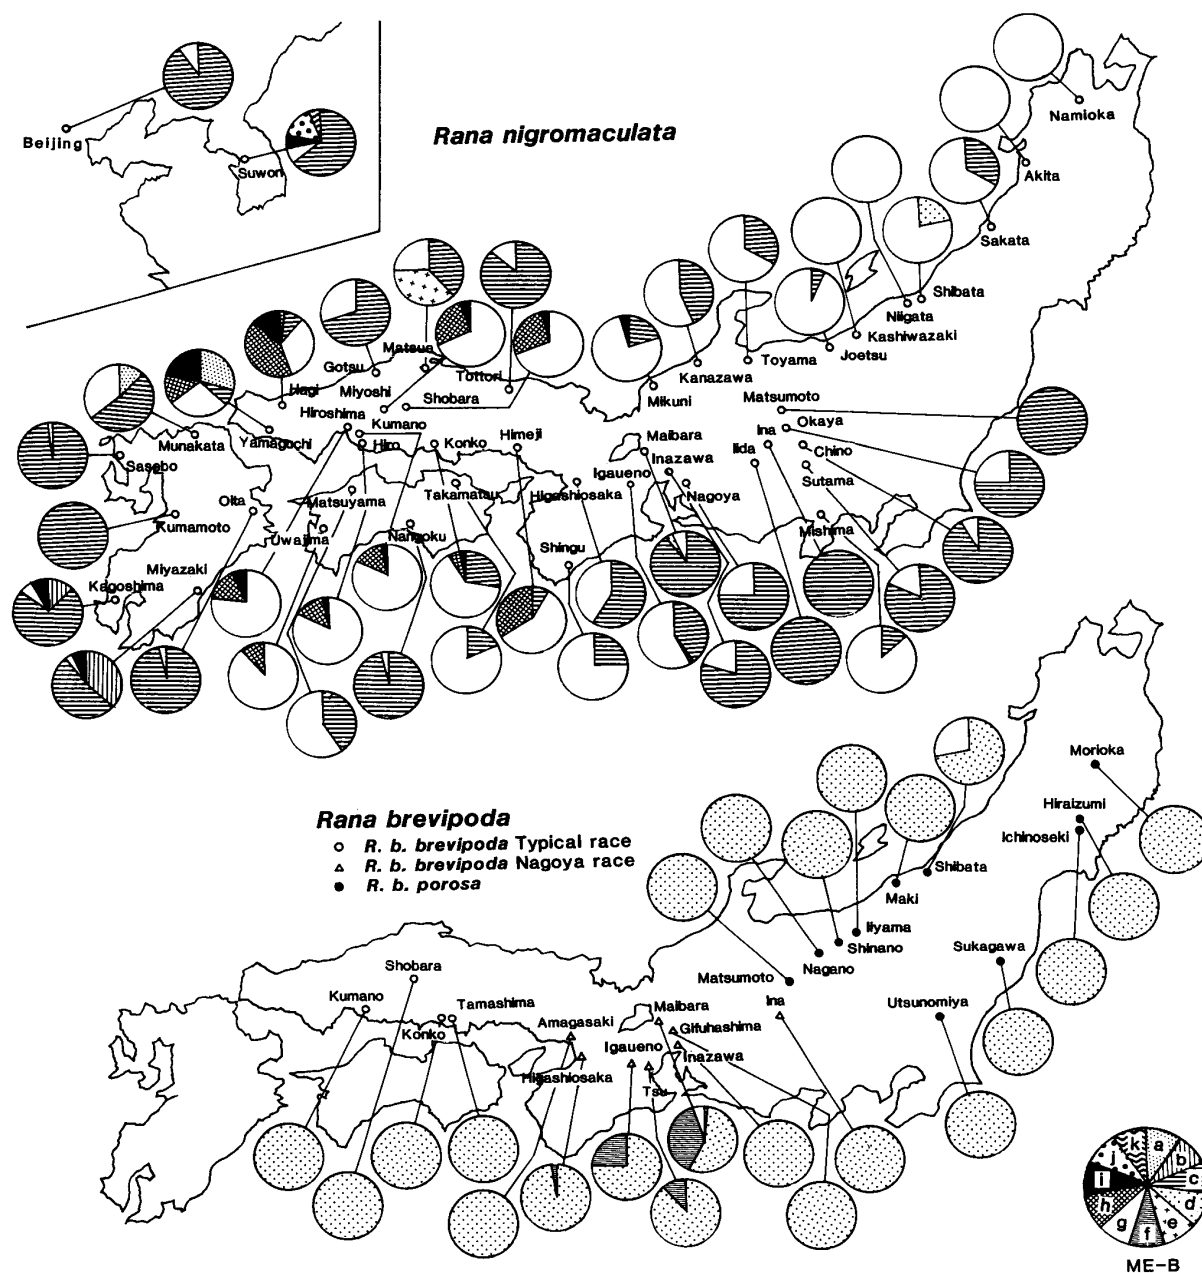 Beijing
Suwon
Rana nigromaculata
Namioka
Akita
Sakata
Shibata
Niigata
Kashiwazaki
Joetsu
Toyama
Kanazawa
Mikuni
Matsue
Gotsu
Tottori
Hagi
Miyoshi
Shobara
Hiroshima
Kumano
Yamaguchi
Hiro
Konko
Himeji
Maibara
Matsumoto
Okaya
Ina
Chino
Iida
Sutama
Inazawa
Igaueno
Nagoya
Munakata
Sasebo
Oita
Matsuyama
Takamatsu
Higashiosaka
Mishima
Kumamoto
Uwajima
Nangoku
Shingu
Miyazaki
Kagoshima
Rana brevipoda
R. b. brevipoda Typical race
R. b. brevipoda Nagoya race
R. b. porosa
Morioka
Hiraizumi
Ichinoseki
Shibata
Maki
Iiyama
Shinano
Nagano
Sukagawa
Matsumoto
Utsunomiya
Shobara
Kumano
Tamashima
Konko
Amagasaki
Maibara
Ina
Gifuhashima
Igaueno
Inazawa
Higashiosaka
Tsu
k a
j b
i c
h d
g f e
ME-B